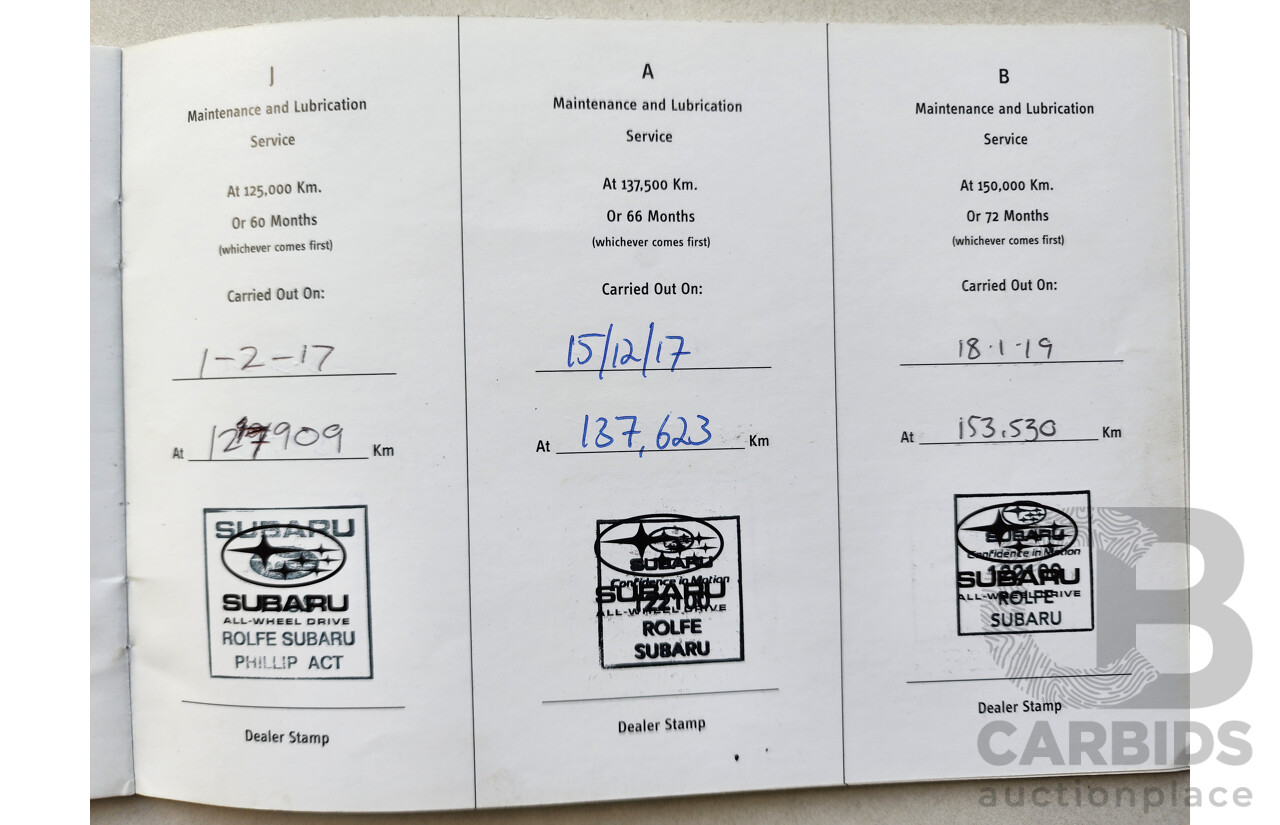 J
Maintenance and Lubrication
Service
At 125,000 Km.
Or 60 Months
(whichever comes first)
Carried Out On:
1-2-17
At 127909 Km
SUBARU
SUBARU
ALL-WHEEL DRIVE
ROLFE SUBARU
PHILLIP ACT
Dealer Stamp
A
Maintenance and Lubrication
Service
At 137,500 Km.
Or 66 Months
(whichever comes first)
Carried Out On:
15/12/17
At 137,623 Km
SUBARU
Confidence in Motion
SUBARU
ALL-WHEEL DRIVE
122100
ROLFE
SUBARU
Dealer Stamp
B
Maintenance and Lubrication
Service
At 150,000 Km.
Or 72 Months
(whichever comes first)
Carried Out On:
18.1.19
At 153.530 Km
SUBARU
Confidence in Motion
SUBARU
ALL-WHEEL DRIVE
ROLFE
SUBARU
Dealer Stamp
B
CARBIDS
auctionplace